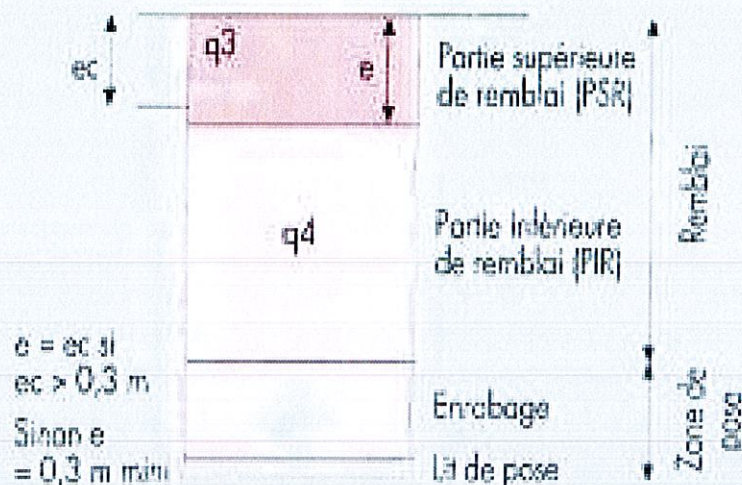 ec
q3
e
Partie supérieure
de remblai (PSR)
Remblai
q4
Partie inférieure
de remblai (PIR)
e = ec si
ec > 0,3 m
Sinon e
= 0,3 m mini
Enrobage
Lit de pose
Zone de
pose